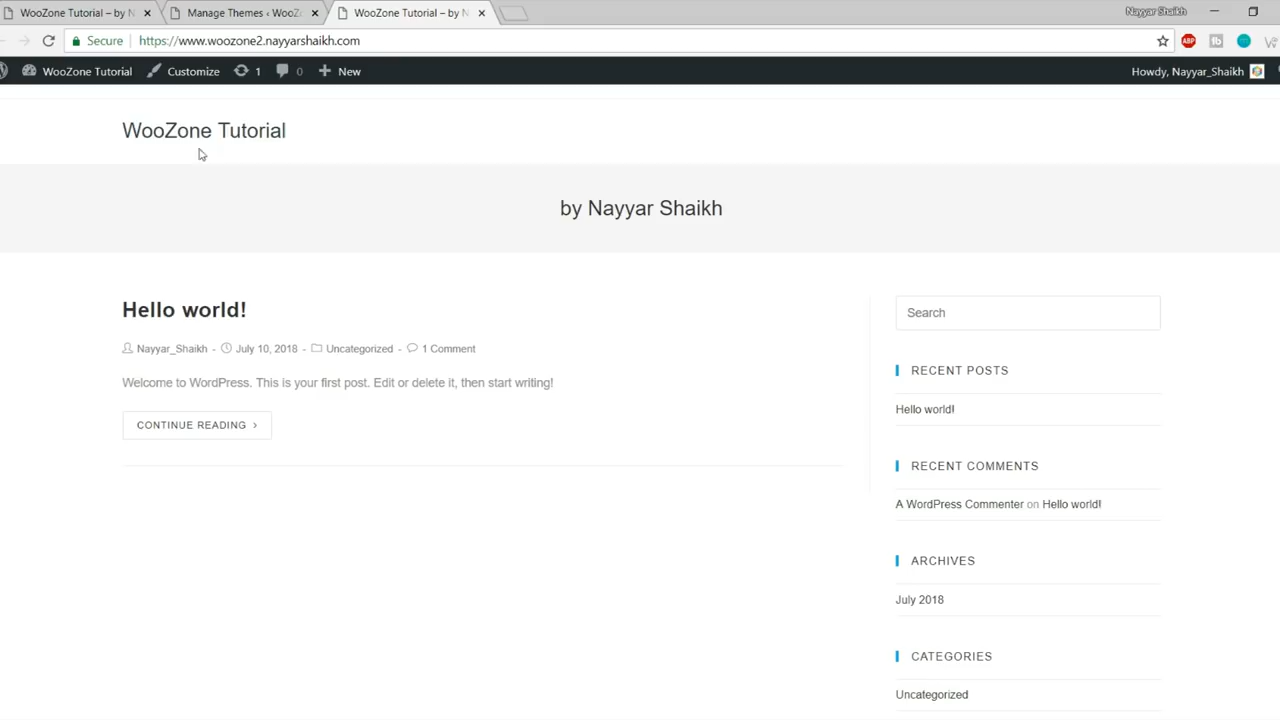 WooZone Tutorial – by N
Manage Themes ‹ WooZ
WooZone Tutorial – by N
Nayyar Shaikh
Secure
https://www.woozone2.nayyarshaikh.com
ABP
WooZone Tutorial
Customize
1
0
New
Howdy, Nayyar_Shaikh
WooZone Tutorial
by Nayyar Shaikh
Hello world!
Nayyar_Shaikh - July 10, 2018 - Uncategorized - 1 Comment
Welcome to WordPress. This is your first post. Edit or delete it, then start writing!
CONTINUE READING
Search
RECENT POSTS
Hello world!
RECENT COMMENTS
A WordPress Commenter on Hello world!
ARCHIVES
July 2018
CATEGORIES
Uncategorized